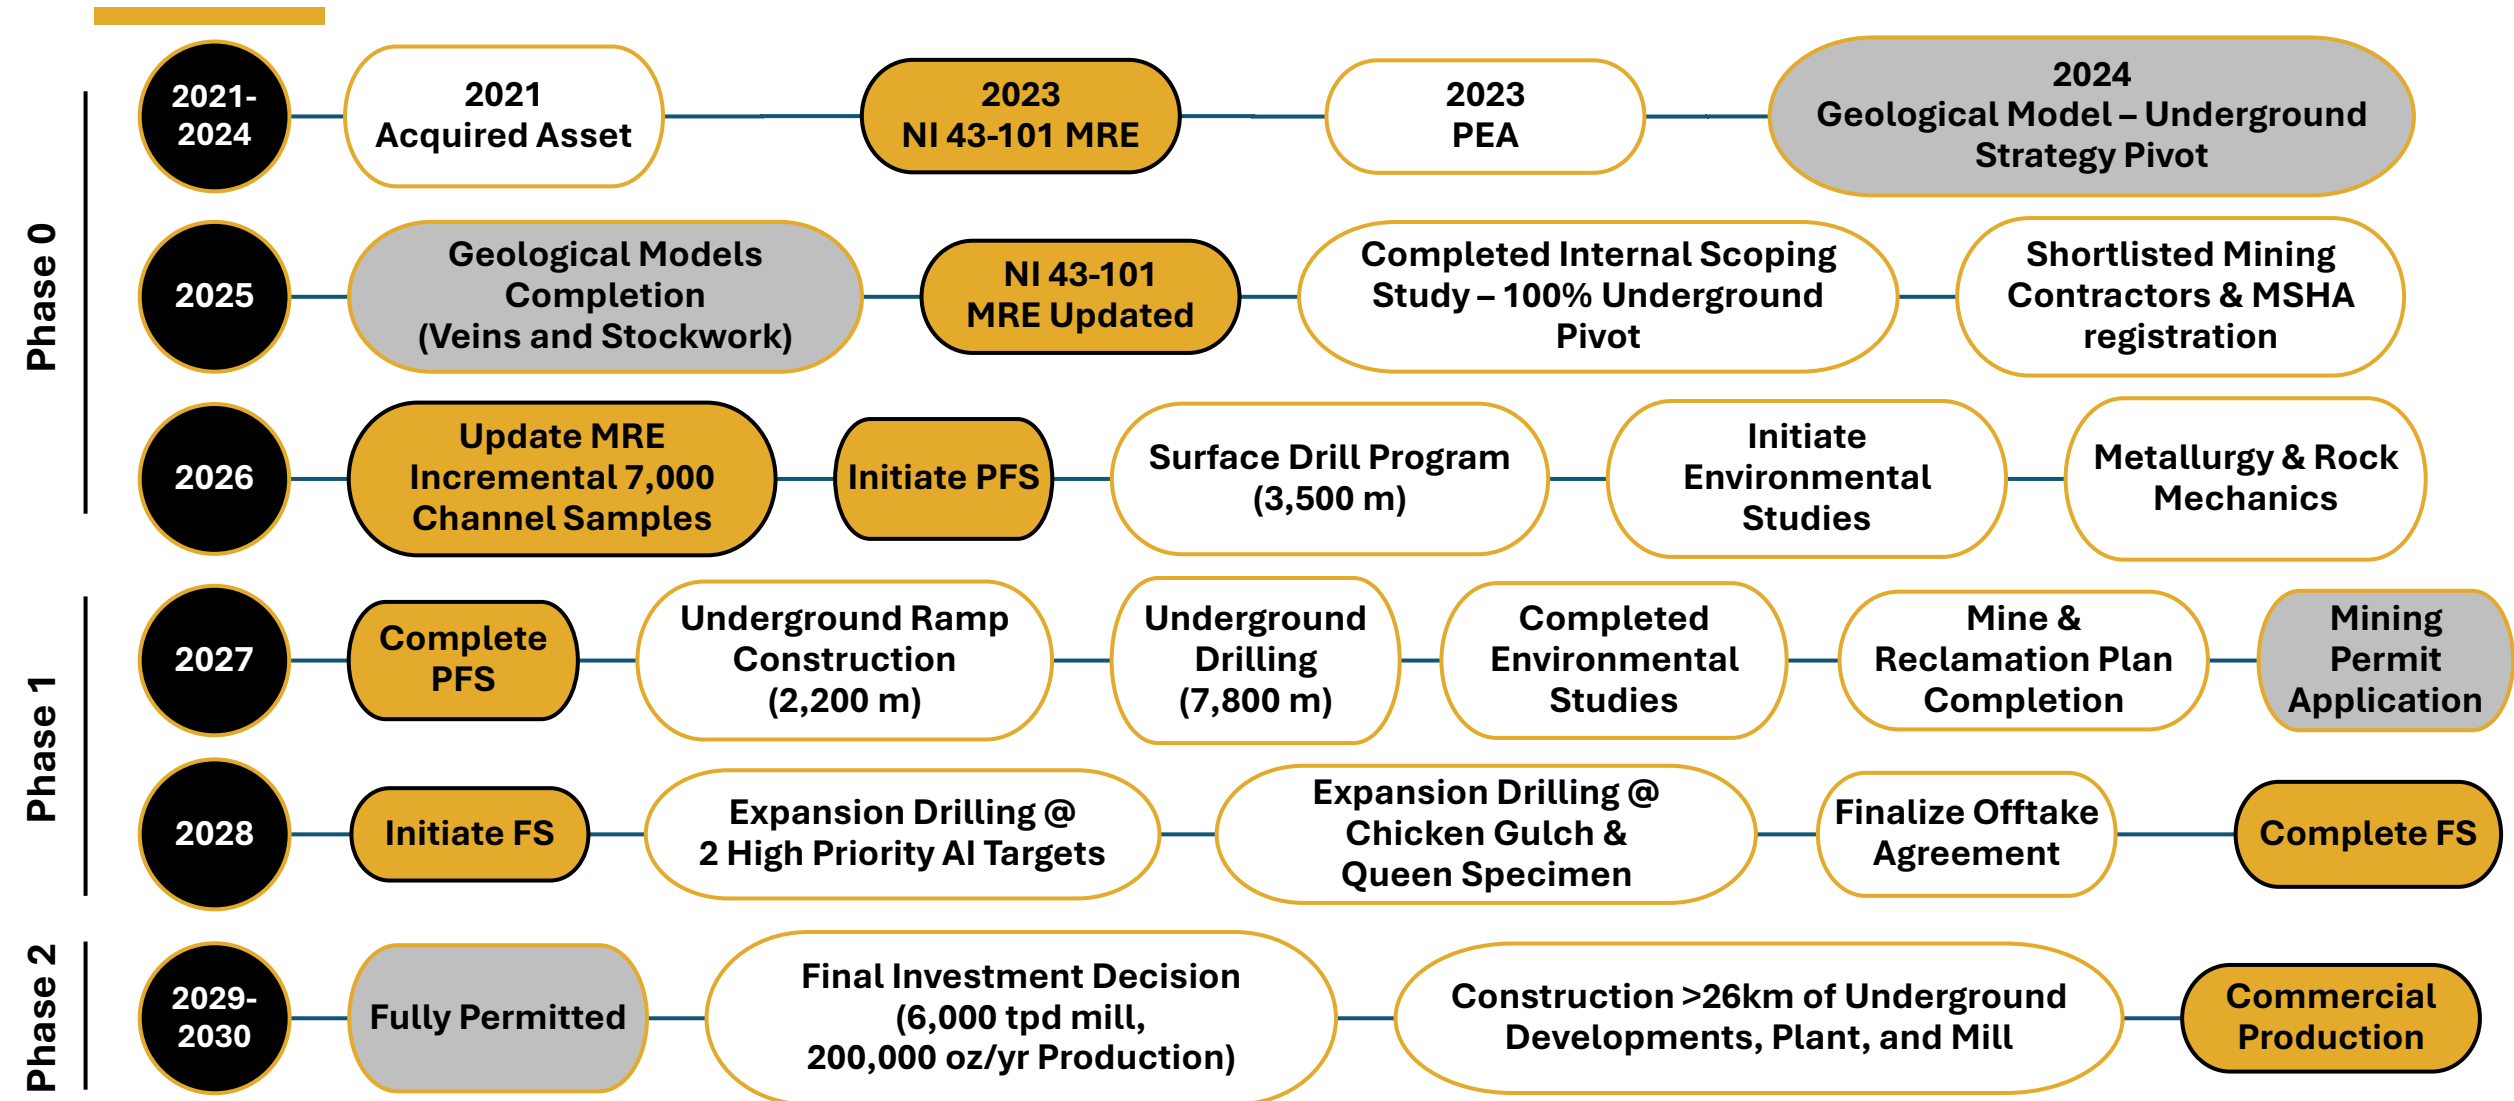 Phase 0
2021-
2024
2021
Acquired Asset
2023
NI 43-101 MRE
2023
PEA
2024
Geological Model – Underground
Strategy Pivot
2025
Geological Models
Completion
(Veins and Stockwork)
NI 43-101
MRE Updated
Completed Internal Scoping
Study – 100% Underground
Pivot
Shortlisted Mining
Contractors & MSHA
registration
2026
Update MRE
Incremental 7,000
Channel Samples
Initiate PFS
Surface Drill Program
(3,500 m)
Initiate
Environmental
Studies
Metallurgy & Rock
Mechanics
Phase 1
2027
Complete
PFS
Underground Ramp
Construction
(2,200 m)
Underground
Drilling
(7,800 m)
Completed
Environmental
Studies
Mine &
Reclamation Plan
Completion
Mining
Permit
Application
2028
Initiate FS
Expansion Drilling @
2 High Priority AI Targets
Expansion Drilling @
Chicken Gulch &
Queen Specimen
Finalize Offtake
Agreement
Complete FS
Phase 2
2029-
2030
Fully Permitted
Final Investment Decision
(6,000 tpd mill,
200,000 oz/yr Production)
Construction >26km of Underground
Developments, Plant, and Mill
Commercial
Production